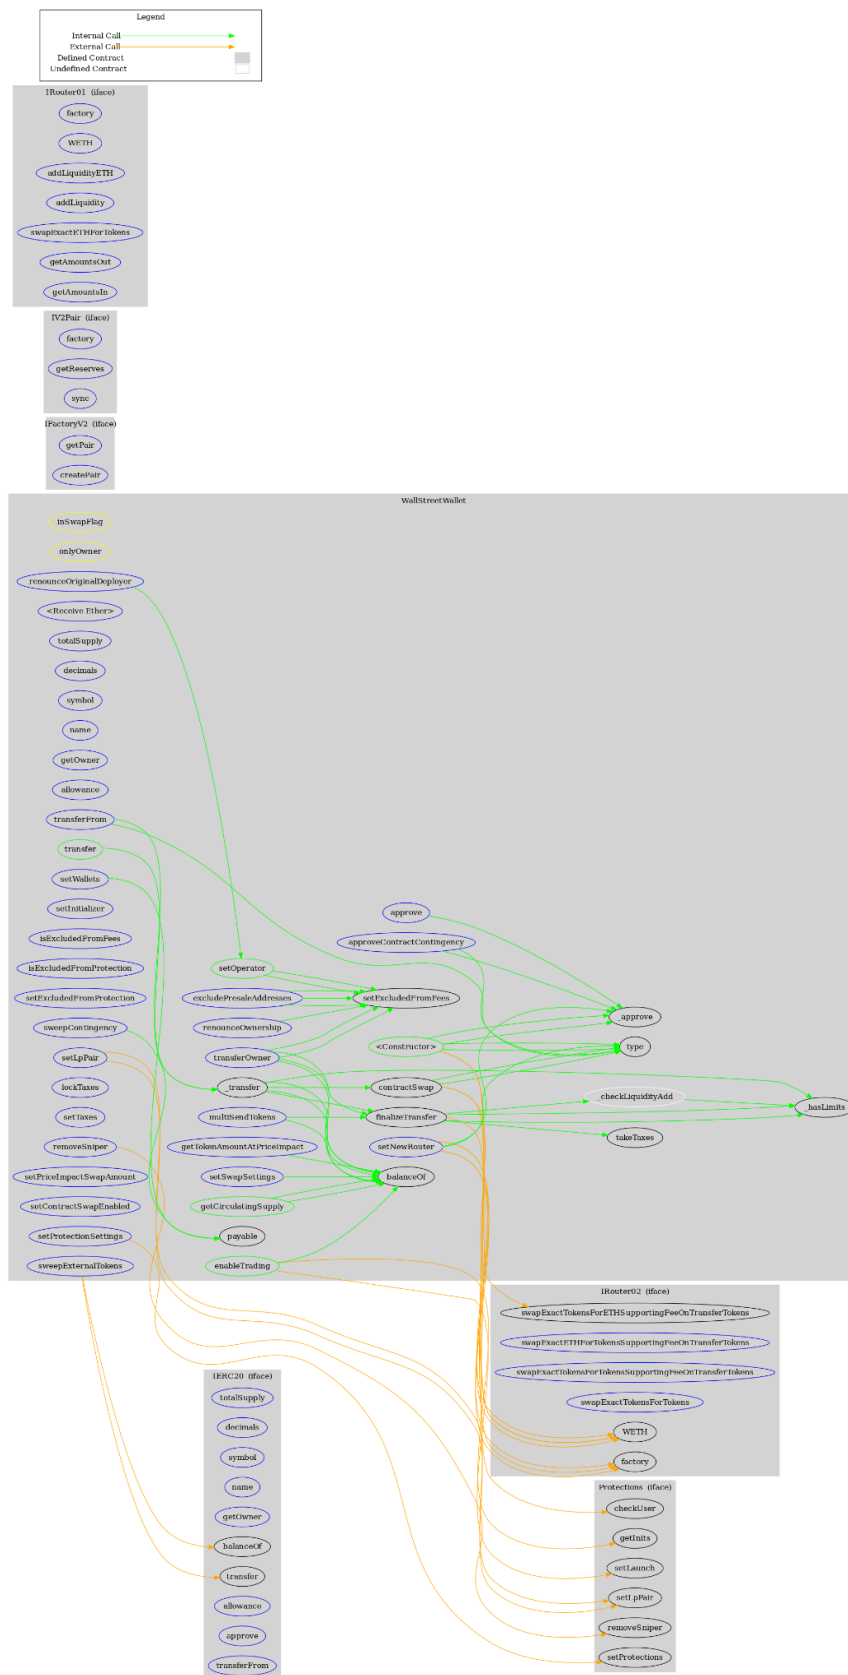 Legend
Internal Call
External Call
Defined Contract
Undefined Contract
IRouter01 (iface)
factory
WETH
addLiquidityETH
addLiquidity
swapExactETHForTokens
getAmountsOut
getAmountsIn
IV2Pair (iface)
factory
getReserves
sync
IFactoryV2 (iface)
getPair
createPair
WallStreetWallet
inSwapFlag
onlyOwner
renounceOriginalDeployer
<Receive Ether>
totalSupply
decimals
symbol
name
getOwner
allowance
transferFrom
transfer
setWallets
setInitializer
isExcludedFromFees
isExcludedFromProtection
setExcludedFromProtection
sweepContingency
setLpPair
lockTaxes
setTaxes
removeSniper
setPriceImpactSwapAmount
setContractSwapEnabled
setProtectionSettings
sweepExternalTokens
setOperator
excludePresaleAddresses
renounceOwnership
transferOwner
_transfer
multiSendTokens
getTokenAmountAtPriceImpact
setSwapSettings
getCirculatingSupply
payable
enableTrading
approve
approveContractContingency
setExcludedFromFees
<Constructor>
contractSwap
finalizeTransfer
setNewRouter
balanceOf
_approve
type
checkLiquidityAdd
takeTaxes
_hasLimits
IRouter02 (iface)
swapExactTokensForETHSupportingFeeOnTransferTokens
swapExactETHForTokensSupportingFeeOnTransferTokens
swapExactTokensForTokensSupportingFeeOnTransferTokens
swapExactTokensForTokens
WETH
factory
IERC20 (iface)
totalSupply
decimals
symbol
name
getOwner
balanceOf
transfer
allowance
approve
transferFrom
Protections (iface)
checkUser
getInits
setLaunch
setLpPair
removeSniper
setProtections